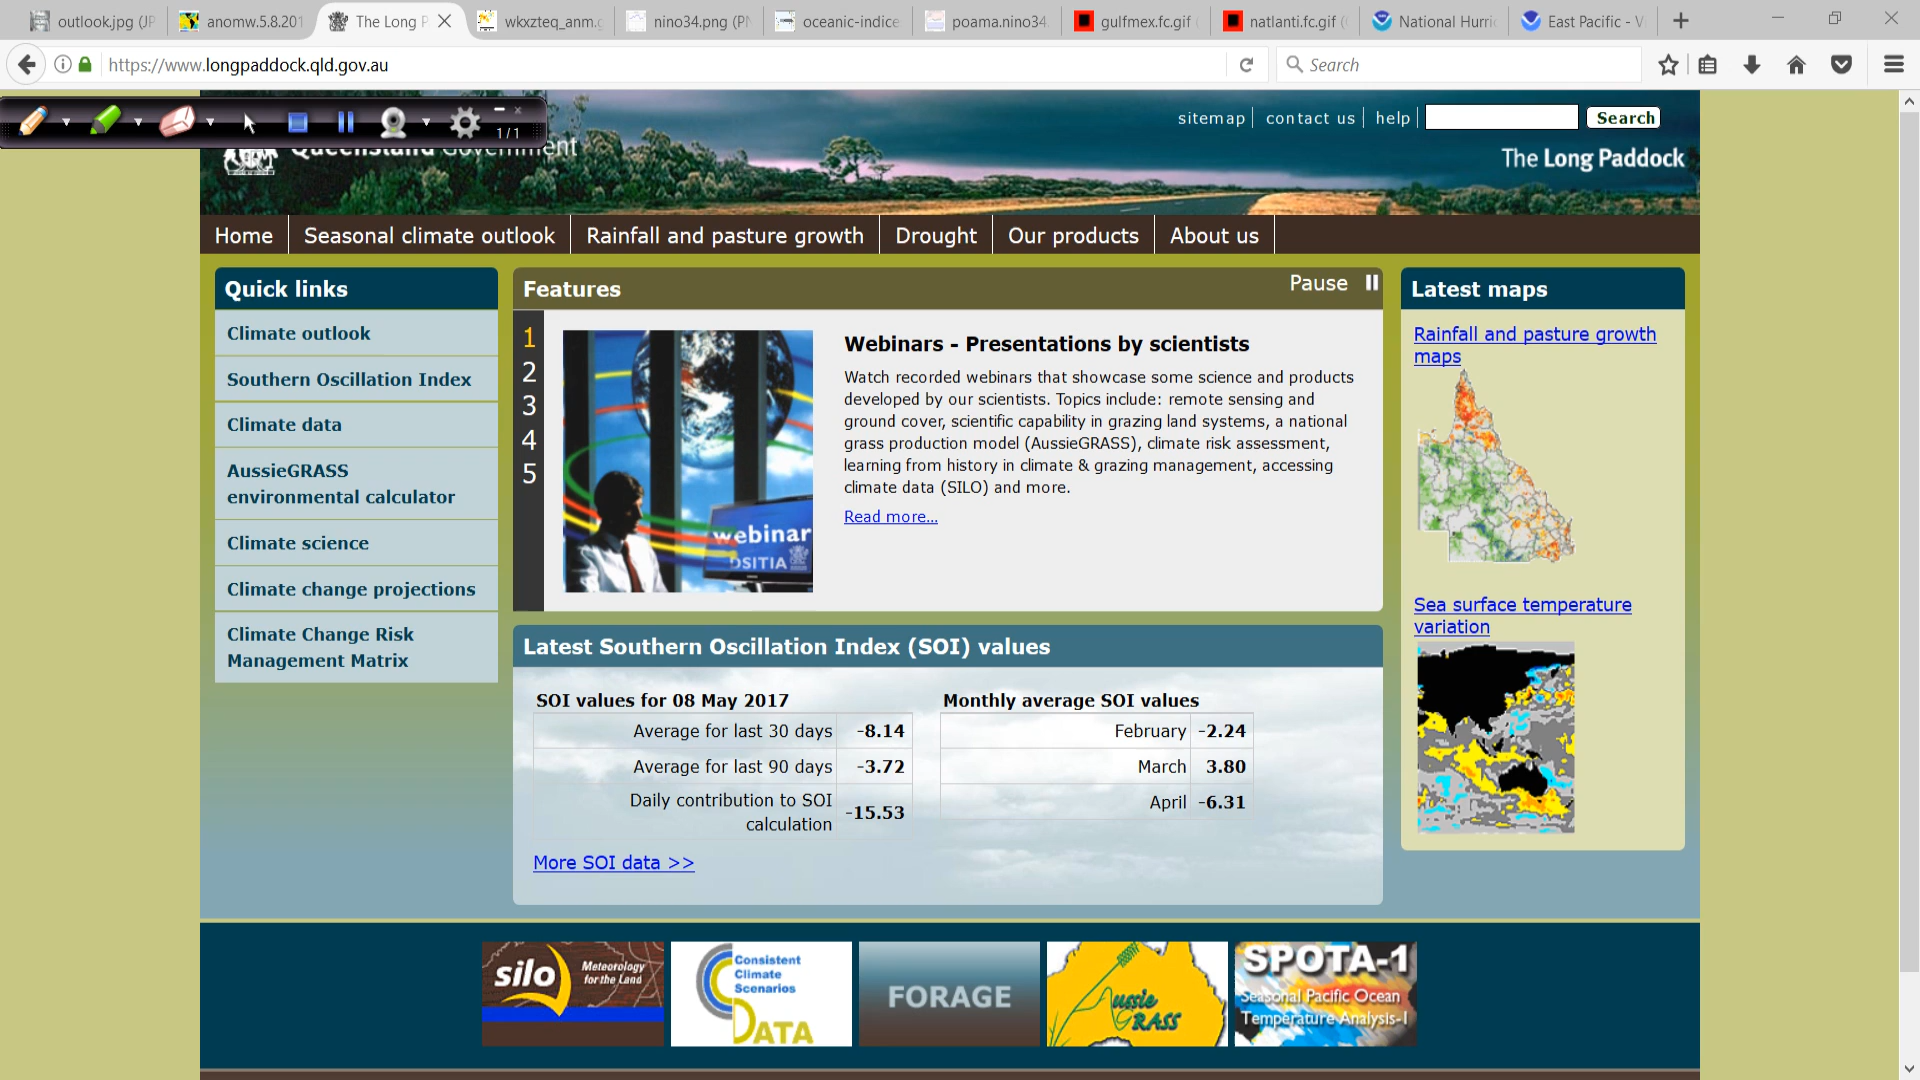 outlook.jpg (JP
anomw.5.8.201
The Long P
wkxzteq_anm.g
nino34.png (PN
oceanic-indice
poama.nino34.
gulfmex.fc.gif (
natlanti.fc.gif (
National Hurric
East Pacific - V
https://www.longpaddock.qld.gov.au
Search
1/1
sitemap
contact us
help
Search
Queensland Government
The Long Paddock
Home
Seasonal climate outlook
Rainfall and pasture growth
Drought
Our products
About us
Quick links
Climate outlook
Southern Oscillation Index
Climate data
AussieGRASS
environmental calculator
Climate science
Climate change projections
Climate Change Risk
Management Matrix
Features
Pause
1
2
3
4
5
webinar
DSITIA
Webinars - Presentations by scientists
Watch recorded webinars that showcase some science and products
developed by our scientists. Topics include: remote sensing and
ground cover, scientific capability in grazing land systems, a national
grass production model (AussieGRASS), climate risk assessment,
learning from history in climate & grazing management, accessing
climate data (SILO) and more.
Read more...
Latest Southern Oscillation Index (SOI) values
SOI values for 08 May 2017
Average for last 30 days -8.14
Average for last 90 days -3.72
Daily contribution to SOI
calculation -15.53
Monthly average SOI values
February -2.24
March 3.80
April -6.31
More SOI data >>
Latest maps
Rainfall and pasture growth
maps
Sea surface temperature
variation
silo
Meteorology
for the Land
Consistent
Climate
Scenarios
DATA
FORAGE
Aussie
GRASS
SPOTA-1
Seasonal Pacific Ocean
Temperature Analysis-1